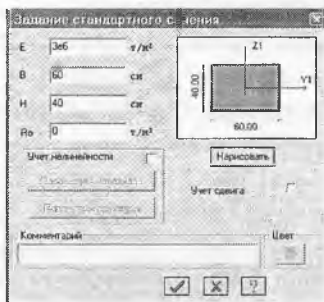 Задание стандартного сечения
E 3e6 т/м²
B 60 см
H 40 см
Ro 0 т/м³
Z1
Y1
40.00
60.00
Учет нелинейности
Нарисовать
Учет сдвига
Комментарий
Цвет
?